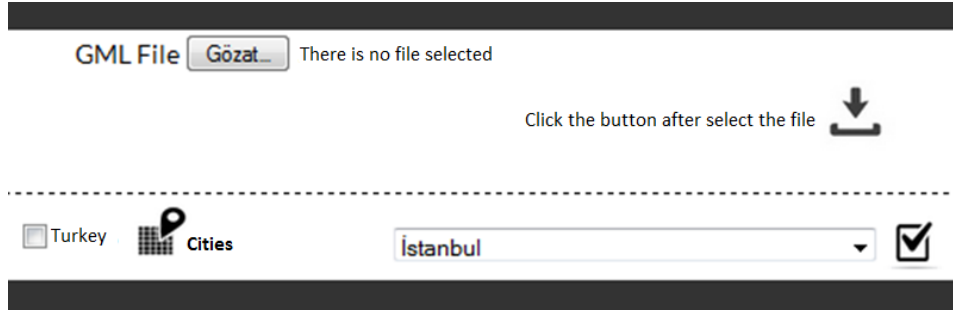 GML File Gözat... There is no file selected
Click the button after select the file
Turkey Cities İstanbul